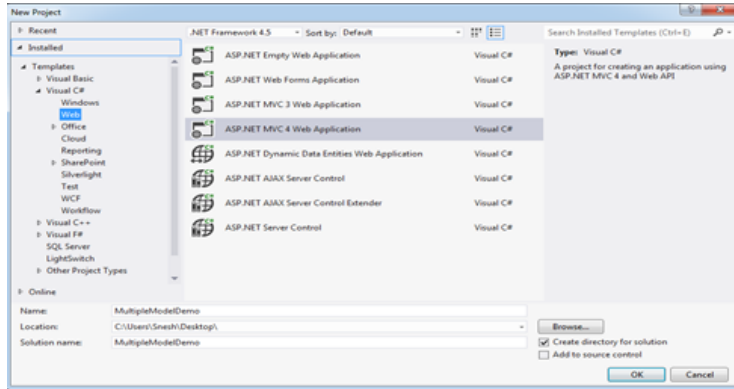 New Project
Recent
.NET Framework 4.5 Sort by: Default Search Installed Templates (Ctrl+E)
Installed
Templates
Visual Basic
Visual C#
Windows
Web
Office
Cloud
Reporting
SharePoint
Silverlight
Test
WCF
Workflow
Visual C++
Visual F#
SQL Server
LightSwitch
Other Project Types
Online
ASP.NET Empty Web Application Visual C#
ASP.NET Web Forms Application Visual C#
ASP.NET MVC 3 Web Application Visual C#
ASP.NET MVC 4 Web Application Visual C#
ASP.NET Dynamic Data Entities Web Application Visual C#
ASP.NET AJAX Server Control Visual C#
ASP.NET AJAX Server Control Extender Visual C#
ASP.NET Server Control Visual C#
Type: Visual C#
A project for creating an application using
ASP.NET MVC 4 and Web API
Name: MultipleModelDemo
Location: C:\Users\Snesh\Desktop\ Browse...
Solution name: MultipleModelDemo
Create directory for solution
Add to source control
OK Cancel